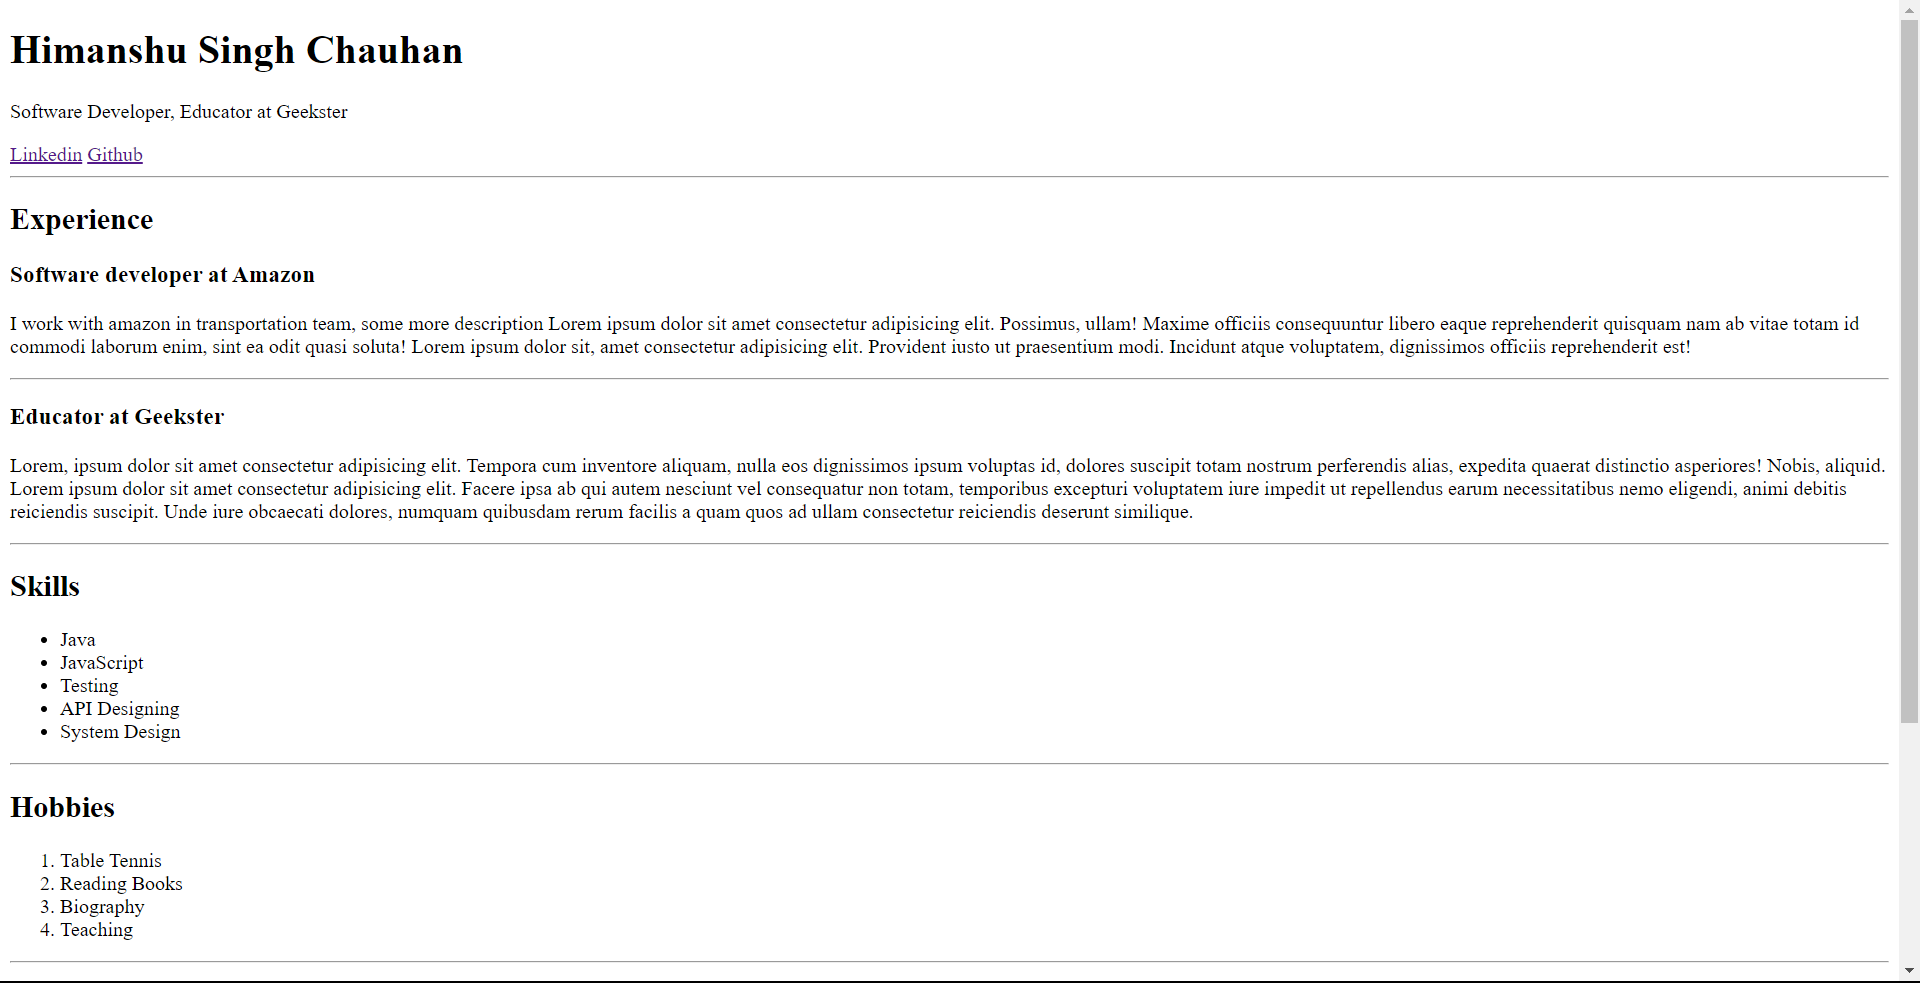 Himanshu Singh Chauhan
Software Developer, Educator at Geekster
Linkedin Github
Experience
Software developer at Amazon
I work with amazon in transportation team, some more description Lorem ipsum dolor sit amet consectetur adipisicing elit. Possimus, ullam! Maxime officiis consequuntur libero eaque reprehenderit quisquam nam ab vitae totam id
commodi laborum enim, sint ea odit quasi soluta! Lorem ipsum dolor sit, amet consectetur adipisicing elit. Provident iusto ut praesentium modi. Incidunt atque voluptatem, dignissimos officiis reprehenderit est!
Educator at Geekster
Lorem, ipsum dolor sit amet consectetur adipisicing elit. Tempora cum inventore aliquam, nulla eos dignissimos ipsum voluptas id, dolores suscipit totam nostrum perferendis alias, expedita quaerat distinctio asperiores! Nobis, aliquid.
Lorem ipsum dolor sit amet consectetur adipisicing elit. Facere ipsa ab qui autem nesciunt vel consequatur non totam, temporibus excepturi voluptatem iure impedit ut repellendus earum necessitatibus nemo eligendi, animi debitis
reiciendis suscipit. Unde iure obcaecati dolores, numquam quibusdam rerum facilis a quam quos ad ullam consectetur reiciendis deserunt similique.
Skills
• Java
• JavaScript
• Testing
• API Designing
• System Design
Hobbies
1. Table Tennis
2. Reading Books
3. Biography
4. Teaching